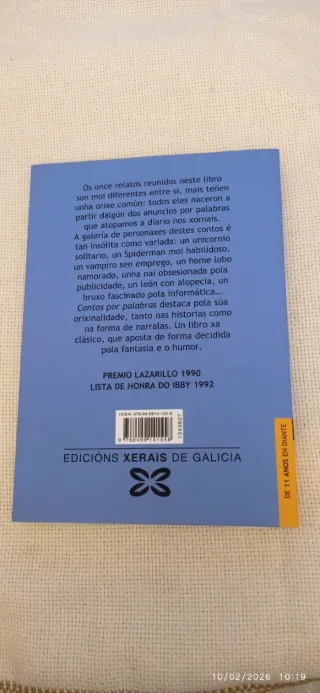 Os once relatos reunidos neste libro
son moi diferentes entre si, mais teñen
unha orixe común: todos eles naceron a
partir dalgún dos anuncios por palabras
que atopamos a diario nos xornais.
A galería de personaxes destes contos é
tan insólita como variada: un unicornio
solitario, un Spiderman moi habilidoso,
un vampiro sen emprego, un home lobo
namorado, unha nai obsesionada pola
publicidade, un león con alopecia, un
bruxo fascinado pola informática...
Contos por palabras destaca pola súa
orixinalidade, tanto nas historias como
na forma de narralas. Un libro xa
clásico, que aposta de forma decidida
pola fantasía e o humor.
PREMIO LAZARILLO 1990
LISTA DE HONRA DO IBBY 1992
EDICIÓNS XERAIS DE GALICIA
DE 11 ANOS EN DIANTE
10/02/2026 10:19